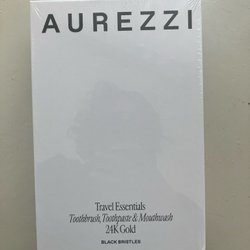 AUREZZI
Travel Essentials
Toothbrush, Toothpaste & Mouthwash
24K Gold
BLACK BRISTLES